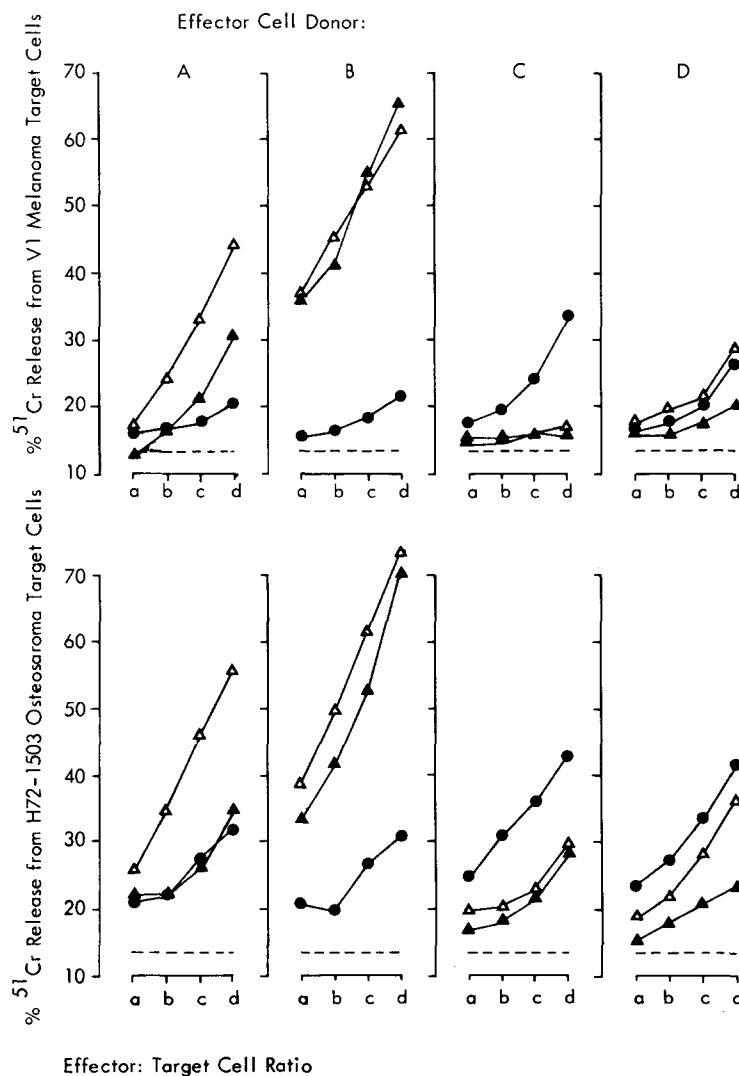 Effector Cell Donor:
A B C D
% 51Cr Release from V1 Melanoma Target Cells
70
60
50
40
30
20
10
a b c d a b c d a b c d a b c d
% 51Cr Release from H72-1503 Osteosaroma Target Cells
70
60
50
40
30
20
10
a b c d a b c d a b c d a b c d
Effector: Target Cell Ratio